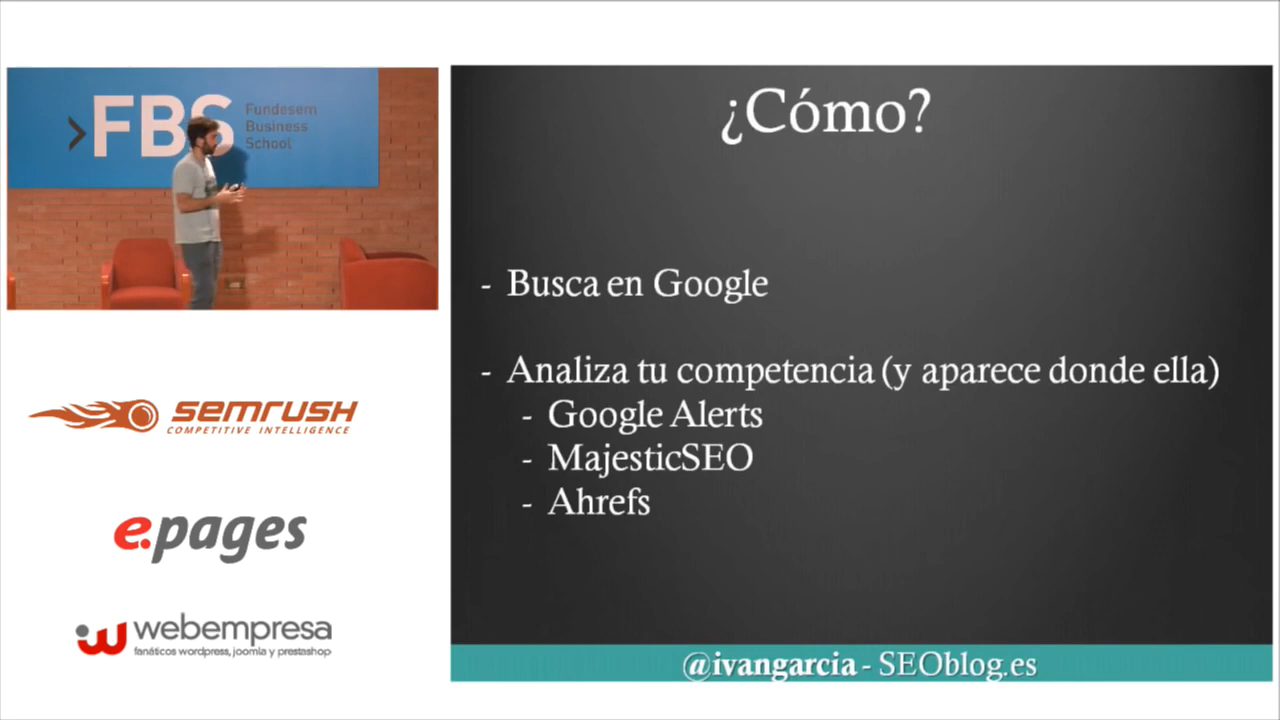 FBS
Fundesem
Business
School
semrush
COMPETITIVE INTELLIGENCE
e.pages
webempresa
fanáticos wordpress, joomla y prestashop
¿Cómo?
- Busca en Google
- Analiza tu competencia (y aparece donde ella)
- Google Alerts
- MajesticSEO
- Ahrefs
@ivangarcia - SEOblog.es